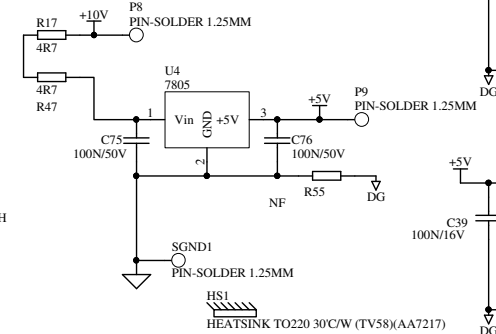 P8
+10V
R17
PIN-SOLDER 1.25MM
4R7
DG
U4
7805
4R7
P9
+5V
R47
PIN-SOLDER 1.25MM
1
Vin
GND
+5V
3
C75
C76
100N/50V
100N/50V
2
+5V
R55
DG
NF
H
C39
100N/16V
SGND1
PIN-SOLDER 1.25MM
HS1
HEATSINK TO220 30'C/W (TV58)(AA7217)
DG